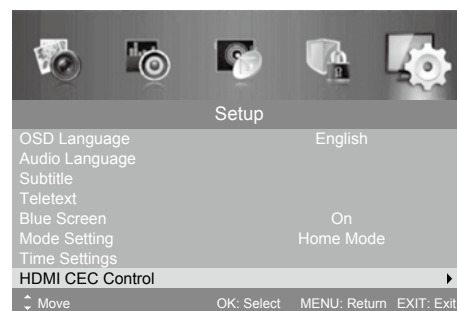 Setup
OSD Language English
Audio Language
Subtitle
Teletext
Blue Screen On
Mode Setting Home Mode
Time Settings
HDMI CEC Control
Move OK: Select MENU: Return EXIT: Exit